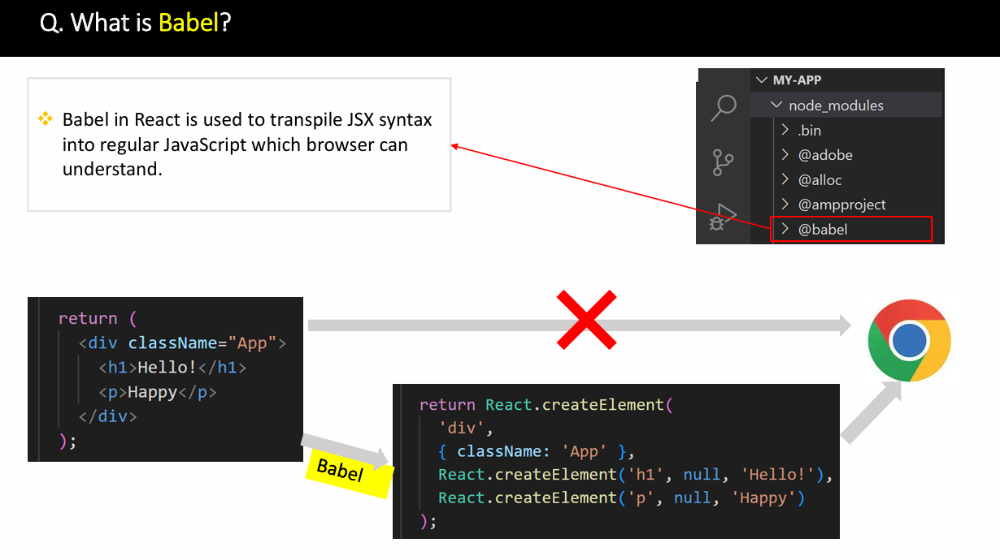 Q. What is Babel?
Babel in React is used to transpile JSX syntax
into regular JavaScript which browser can
understand.
MY-APP
node_modules
.bin
@adobe
@alloc
@ampproject
@babel
return (
<div className="App">
<h1>Hello!</h1>
<p>Happy</p>
</div>
);
Babel
return React.createElement(
'div',
{ className: 'App' },
React.createElement('h1', null, 'Hello!'),
React.createElement('p', null, 'Happy')
);